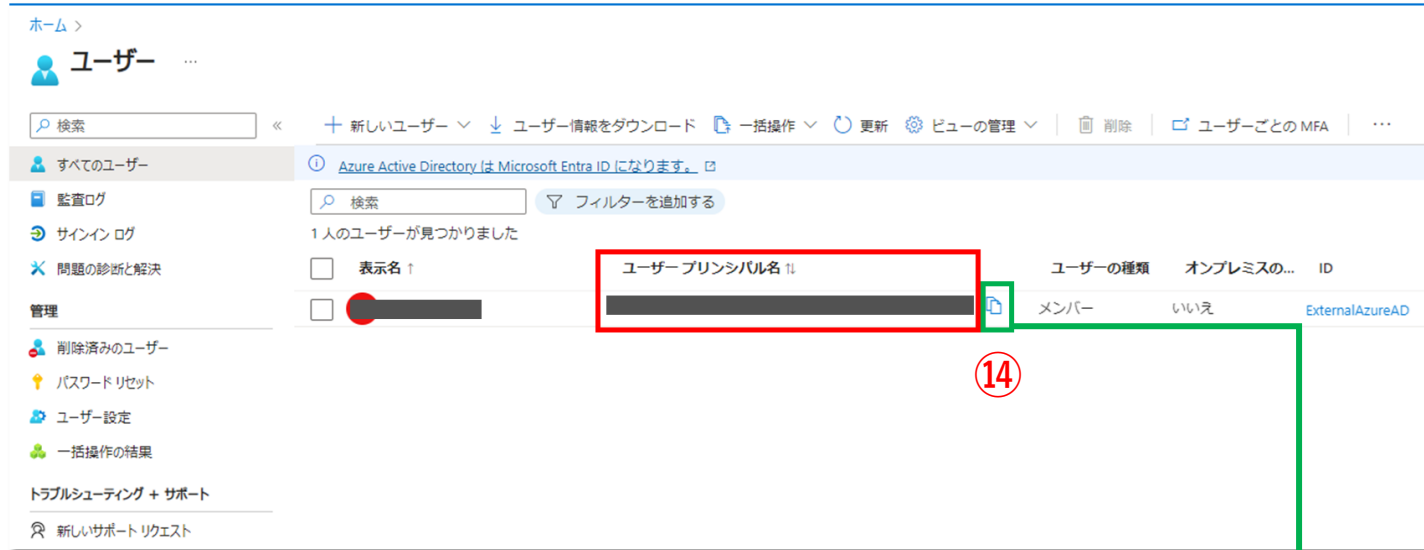 ホーム >
ユーザー ...
検索 «
新しいユーザー ユーザー情報をダウンロード 一括操作 更新 ビューの管理 削除 ユーザーごとの MFA ...
すべてのユーザー
Azure Active Directory は Microsoft Entra ID になります。
監査ログ
検索 フィルターを追加する
サインイン ログ
1 人のユーザーが見つかりました
問題の診断と解決
表示名 ↑ ユーザー プリンシパル名 ↑↓ ユーザーの種類 オンプレミスの... ID
管理
メンバー いいえ ExternalAzureAD
削除済みのユーザー
パスワード リセット
⑭
ユーザー設定
一括操作の結果
トラブルシューティング + サポート
新しいサポート リクエスト